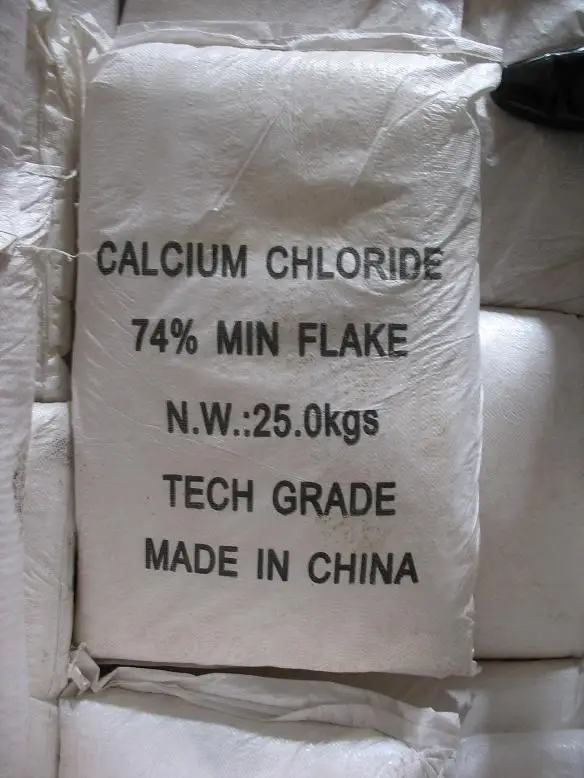 CALCIUM CHLORIDE
74% MIN FLAKE
N.W.:25.0kgs
TECH GRADE
MADE IN CHINA